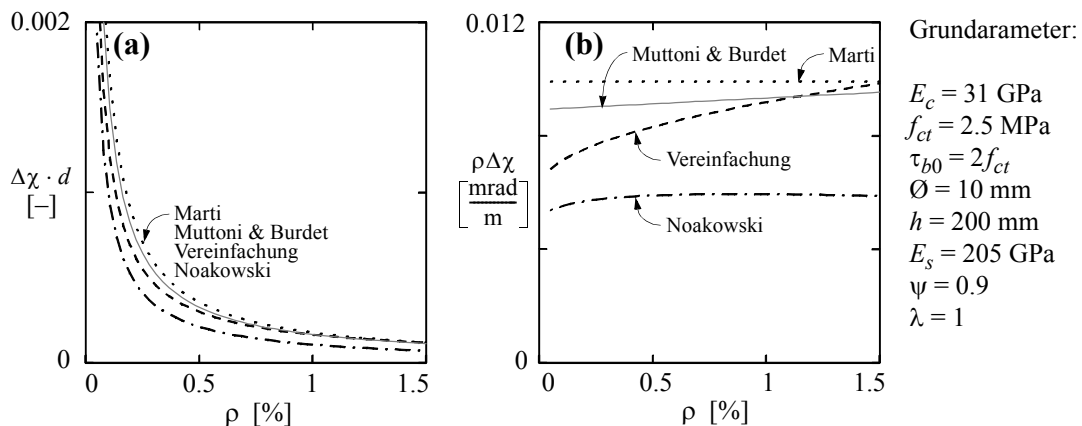 0.002
(a)
Δχ · d
[–]
Marti
Muttoni & Burdet
Vereinfachung
Noakowski
0
0 0.5 1 1.5
ρ [%]
0.012
(b)
Muttoni & Burdet
Marti
ρΔχ
[mrad/m]
Vereinfachung
Noakowski
0
0 0.5 1 1.5
ρ [%]
Grundarameter:
E_c = 31 GPa
f_ct = 2.5 MPa
τ_b0 = 2f_ct
Ø = 10 mm
h = 200 mm
E_s = 205 GPa
ψ = 0.9
λ = 1